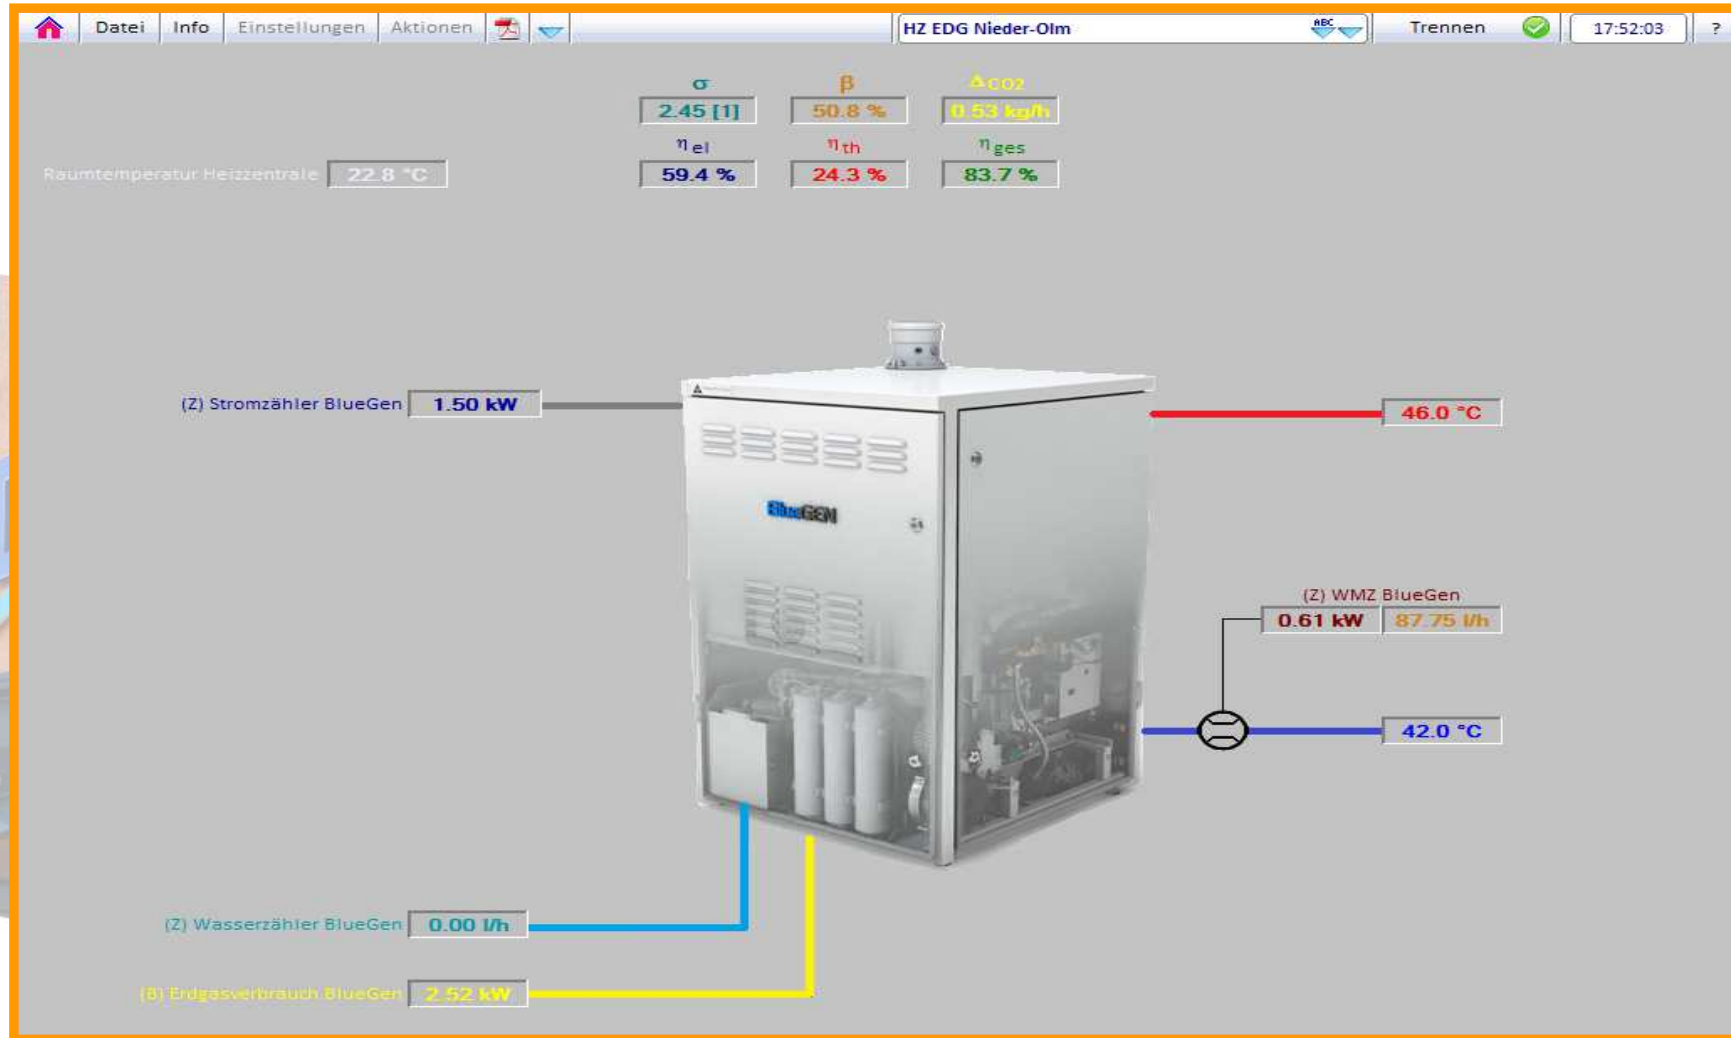 Datei Info Einstellungen Aktionen HZ EDG Nieder-Olm ABC Trennen 17:52:03 ?
σ β ΔCO2
2.45 [1] 50.8 % 0.53 kg/h
ηel ηth ηges
59.4 % 24.3 % 83.7 %
Raumtemperatur Heizzentrale 22.8 °C
(Z) Stromzähler BlueGen 1.50 kW
46.0 °C
BlueGEN
(Z) WMZ BlueGen
0.61 kW 87.75 l/h
42.0 °C
(Z) Wasserzähler BlueGen 0.00 l/h
(B) Erdgasverbrauch BlueGen 2.52 kW